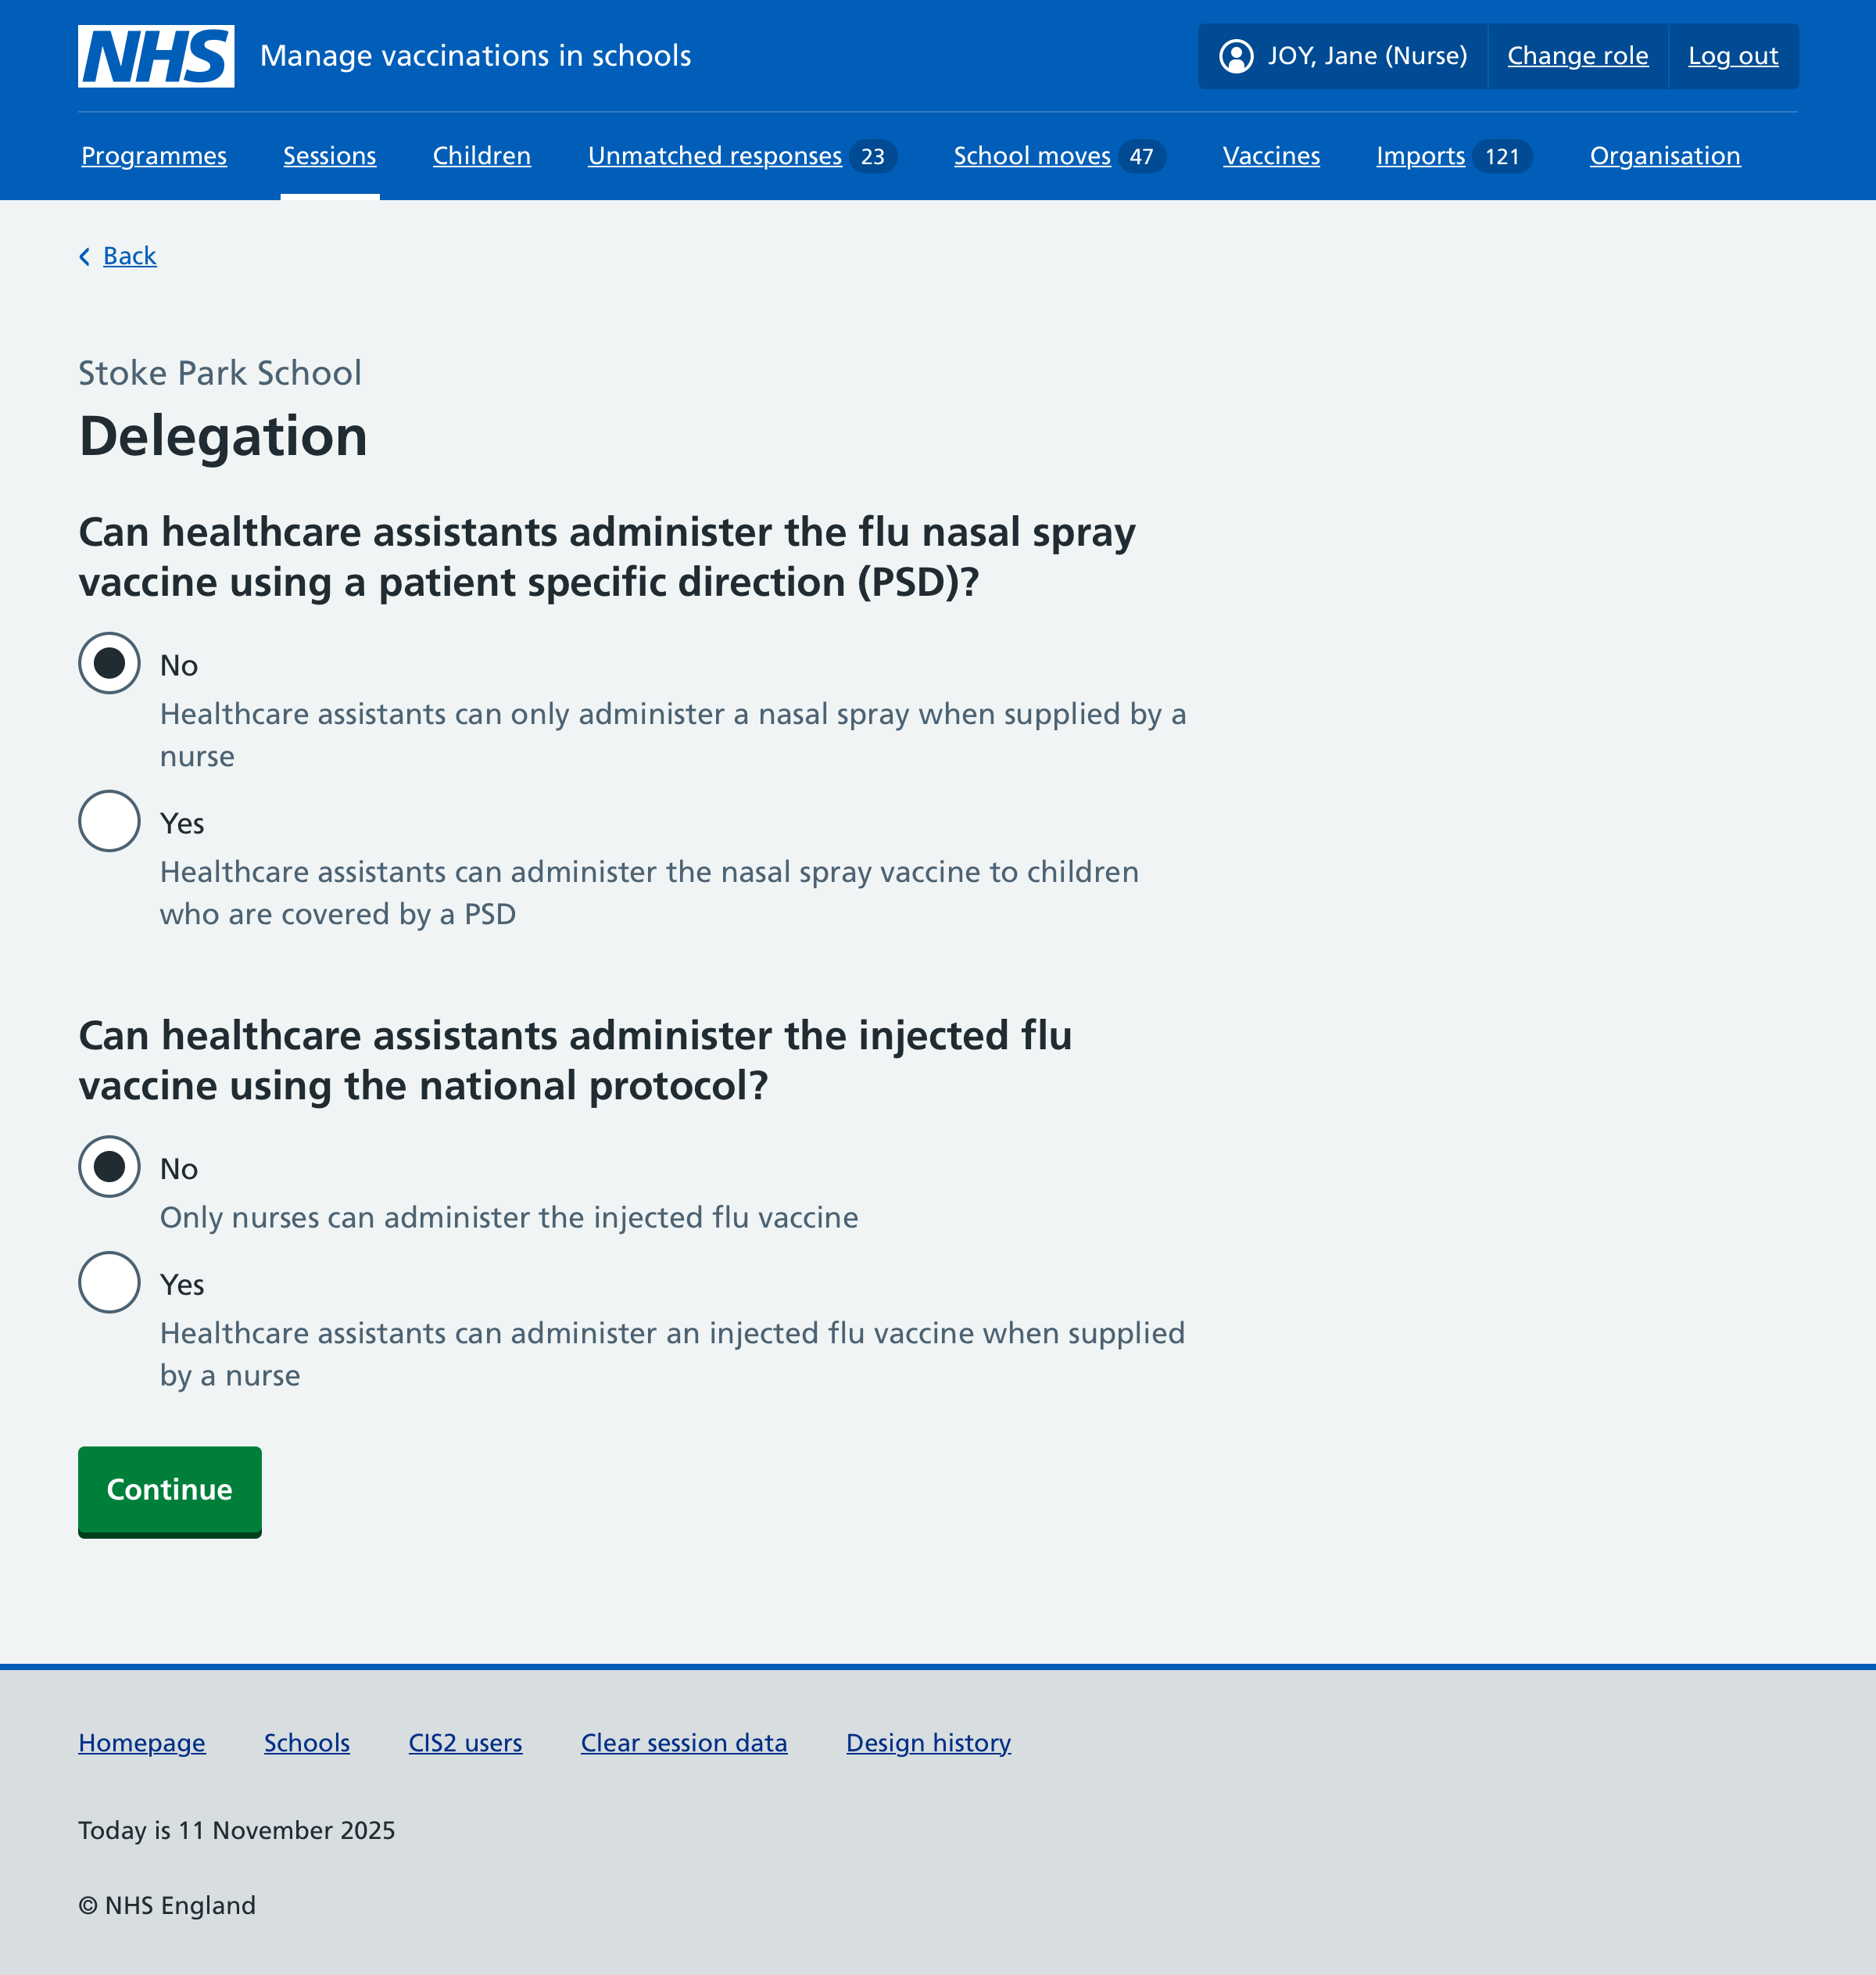 NHS Manage vaccinations in schools JOY, Jane (Nurse) Change role Log out
Programmes Sessions Children Unmatched responses 23 School moves 47 Vaccines Imports 121 Organisation
Back
Stoke Park School
Delegation
Can healthcare assistants administer the flu nasal spray
vaccine using a patient specific direction (PSD)?
No
Healthcare assistants can only administer a nasal spray when supplied by a
nurse
Yes
Healthcare assistants can administer the nasal spray vaccine to children
who are covered by a PSD
Can healthcare assistants administer the injected flu
vaccine using the national protocol?
No
Only nurses can administer the injected flu vaccine
Yes
Healthcare assistants can administer an injected flu vaccine when supplied
by a nurse
Continue
Homepage Schools CIS2 users Clear session data Design history
Today is 11 November 2025
© NHS England